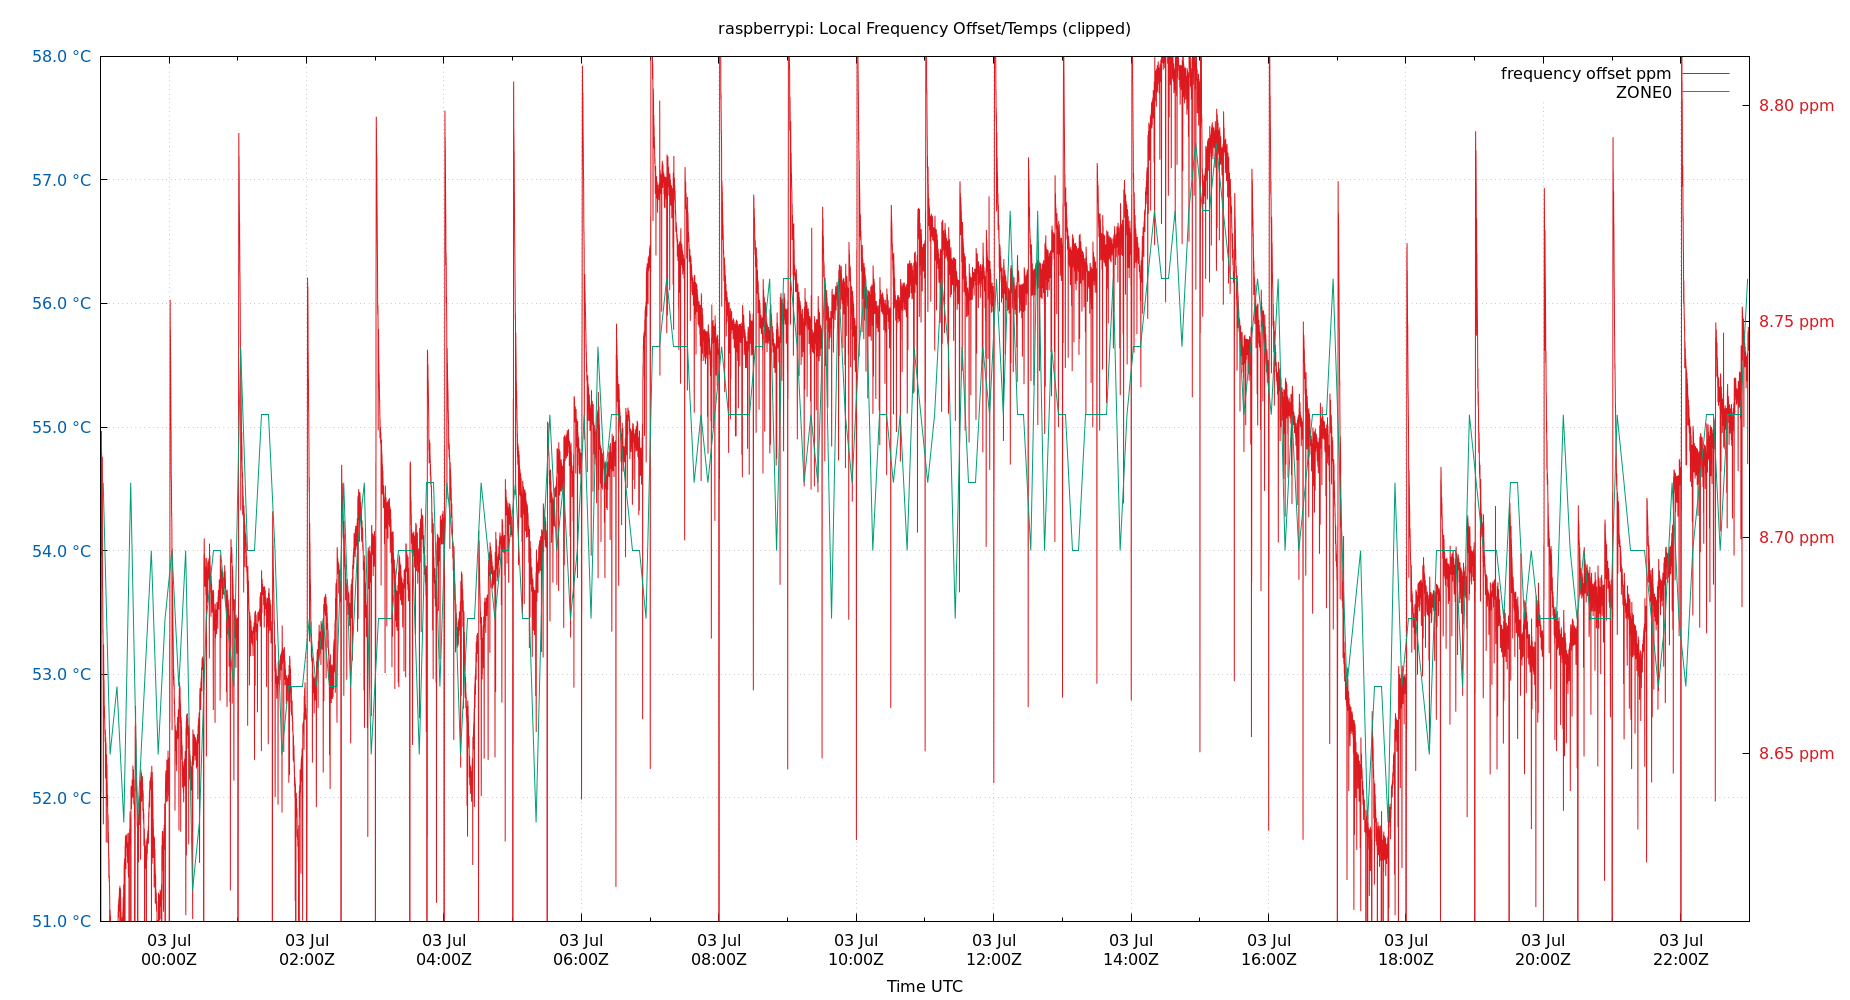 raspberrypi: Local Frequency Offset/Temps (clipped)
58.0 °C
57.0 °C
56.0 °C
55.0 °C
54.0 °C
53.0 °C
52.0 °C
51.0 °C
frequency offset ppm
ZONE0
8.80 ppm
8.75 ppm
8.70 ppm
8.65 ppm
03 Jul 03 Jul 03 Jul 03 Jul 03 Jul 03 Jul 03 Jul 03 Jul 03 Jul 03 Jul 03 Jul 03 Jul
00:00Z 02:00Z 04:00Z 06:00Z 08:00Z 10:00Z 12:00Z 14:00Z 16:00Z 18:00Z 20:00Z 22:00Z
Time UTC